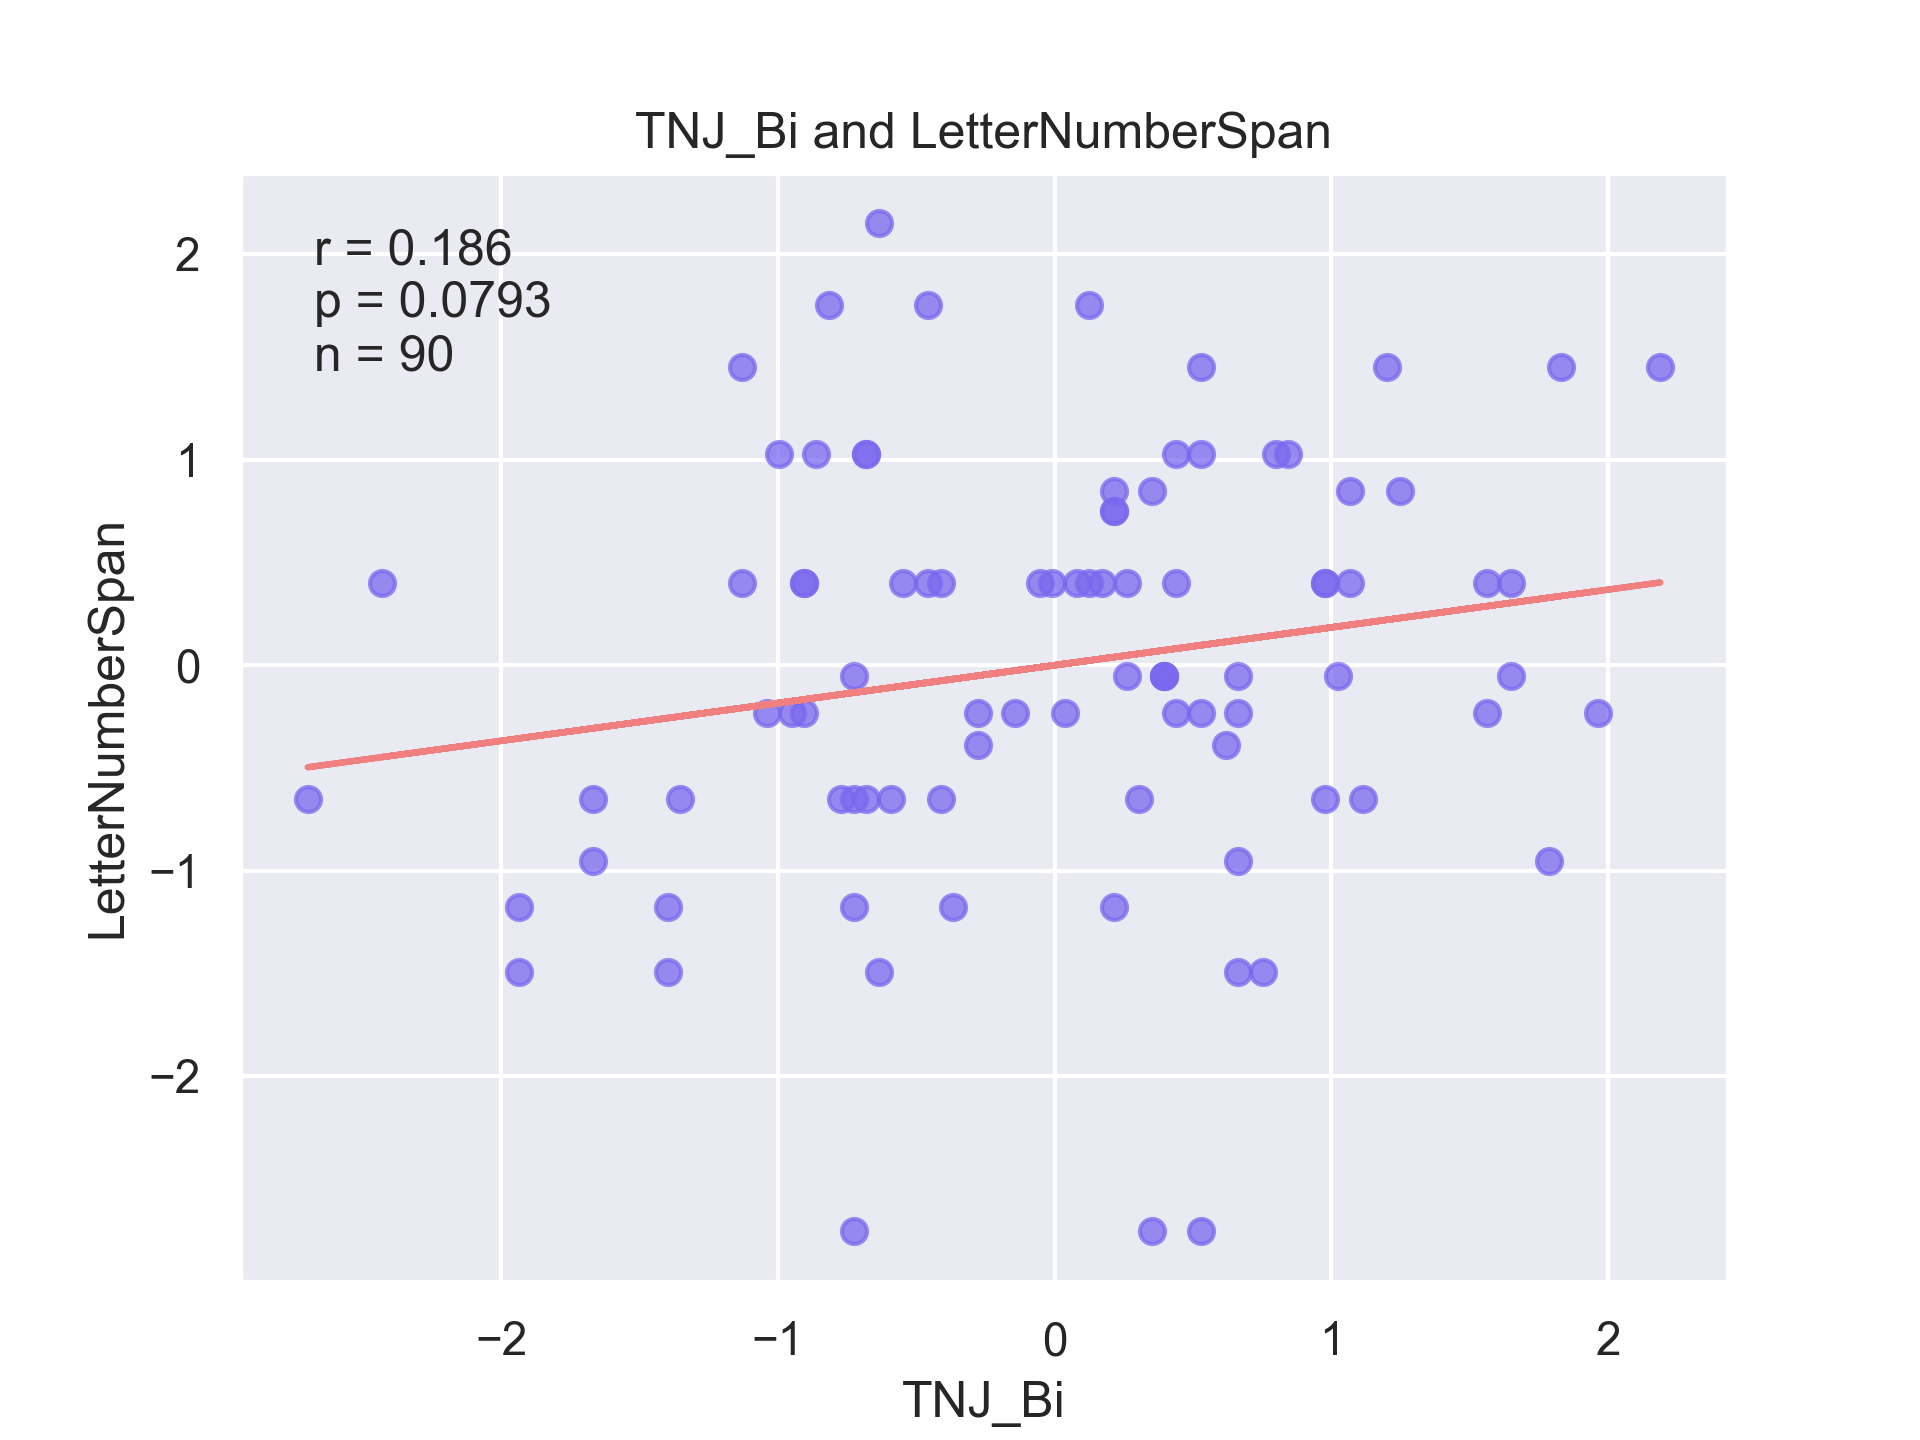 TNJ_Bi and LetterNumberSpan
r = 0.186
p = 0.0793
n = 90
2
1
0
−1
−2
LetterNumberSpan
−2
−1
0
1
2
TNJ_Bi